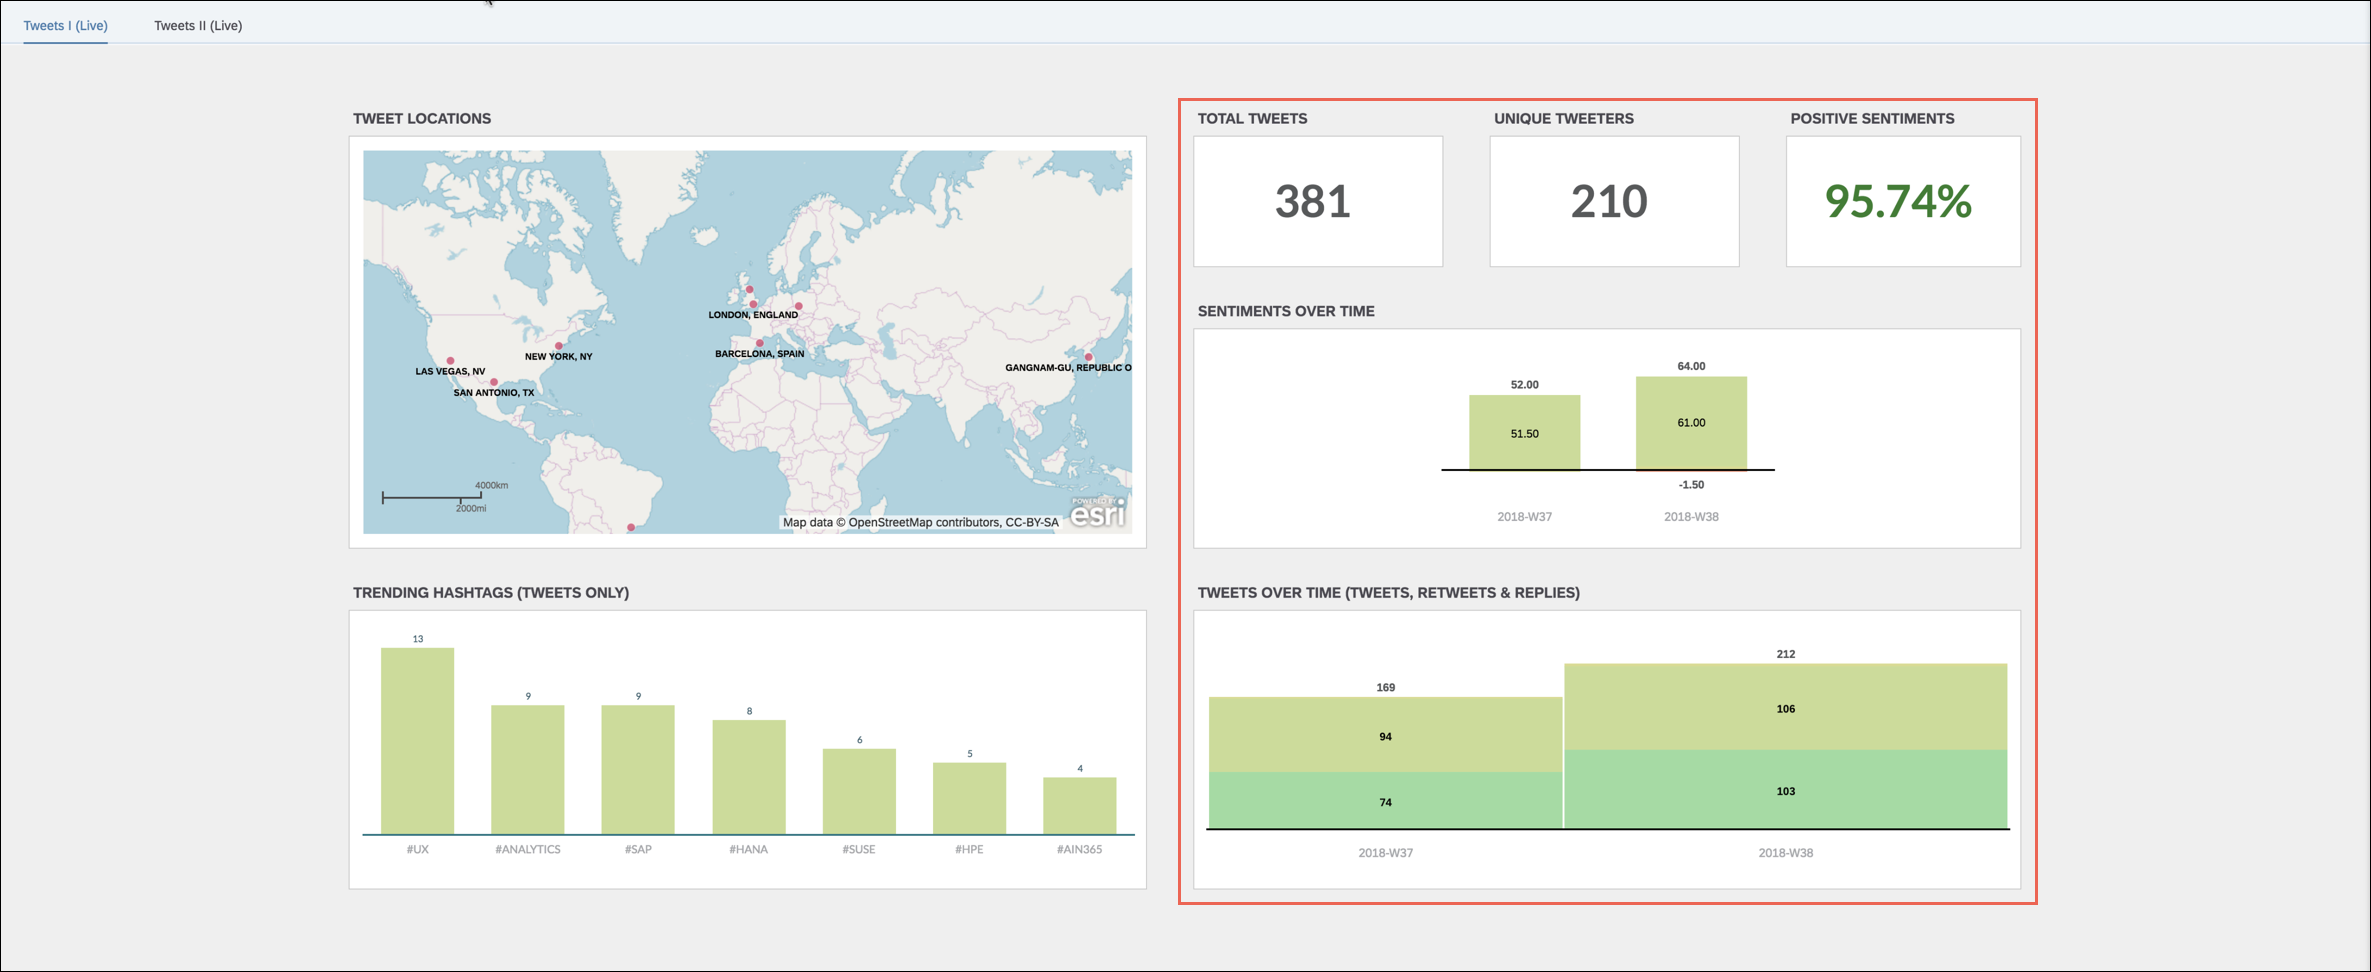 Tweets I (Live)
Tweets II (Live)
TWEET LOCATIONS
LONDON, ENGLAND
BARCELONA, SPAIN
NEW YORK, NY
LAS VEGAS, NV
SAN ANTONIO, TX
GANGNAM-GU, REPUBLIC O
4000km
2000mi
Map data © OpenStreetMap contributors, CC-BY-SA
POWERED BY
esri
TRENDING HASHTAGS (TWEETS ONLY)
13
9
9
8
6
5
4
#UX
#ANALYTICS
#SAP
#HANA
#SUSE
#HPE
#AIN365
TOTAL TWEETS
381
UNIQUE TWEETERS
210
POSITIVE SENTIMENTS
95.74%
SENTIMENTS OVER TIME
52.00
64.00
51.50
61.00
-1.50
2018-W37
2018-W38
TWEETS OVER TIME (TWEETS, RETWEETS & REPLIES)
169
212
94
106
74
103
2018-W37
2018-W38